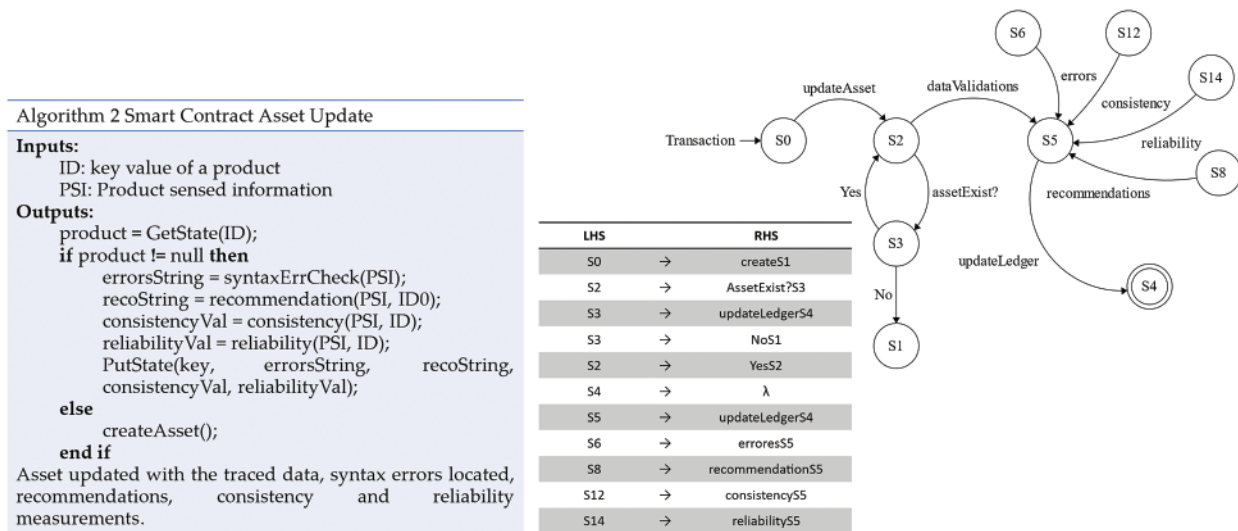 Algorithm 2 Smart Contract Asset Update
Inputs:
ID: key value of a product
PSI: Product sensed information
Outputs:
product = GetState(ID);
if product != null then
errorsString = syntaxErrCheck(PSI);
recoString = recommendation(PSI, ID0);
consistencyVal = consistency(PSI, ID);
reliabilityVal = reliability(PSI, ID);
PutState(key, errorsString, recoString,
consistencyVal, reliabilityVal);
else
createAsset();
end if
Asset updated with the traced data, syntax errors located,
recommendations, consistency and reliability
measurements.
LHS RHS
S0 → createS1
S2 → AssetExist?S3
S3 → updateLedgerS4
S3 → NoS1
S2 → YesS2
S4 → λ
S5 → updateLedgerS4
S6 → erroresS5
S8 → recommendationS5
S12 → consistencyS5
S14 → reliabilityS5
S6
S12
errors
S14
updateAsset
dataValidations
consistency
Transaction
S0
S2
S5
reliability
S8
Yes
assetExist?
recommendations
S3
updateLedger
S4
No
S1